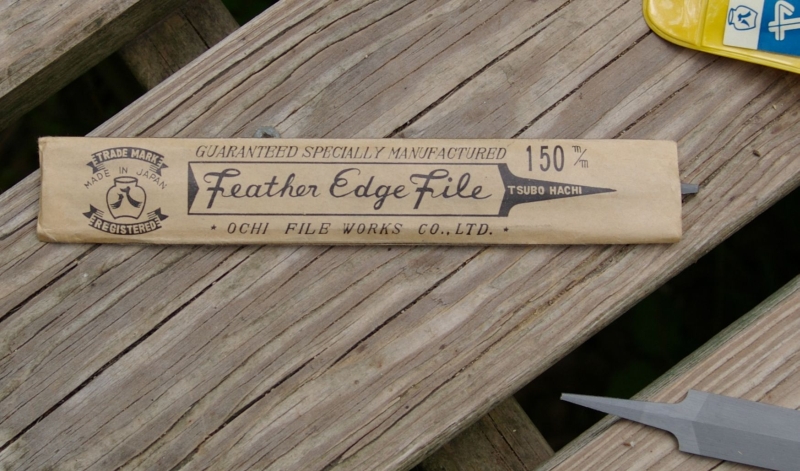 TRADE MARK
MADE IN JAPAN
八
REGISTERED
GUARANTEED SPECIALLY MANUFACTURED
150 m/m
Feather Edge File
TSUBO HACHI
* OCHI FILE WORKS CO., LTD. *